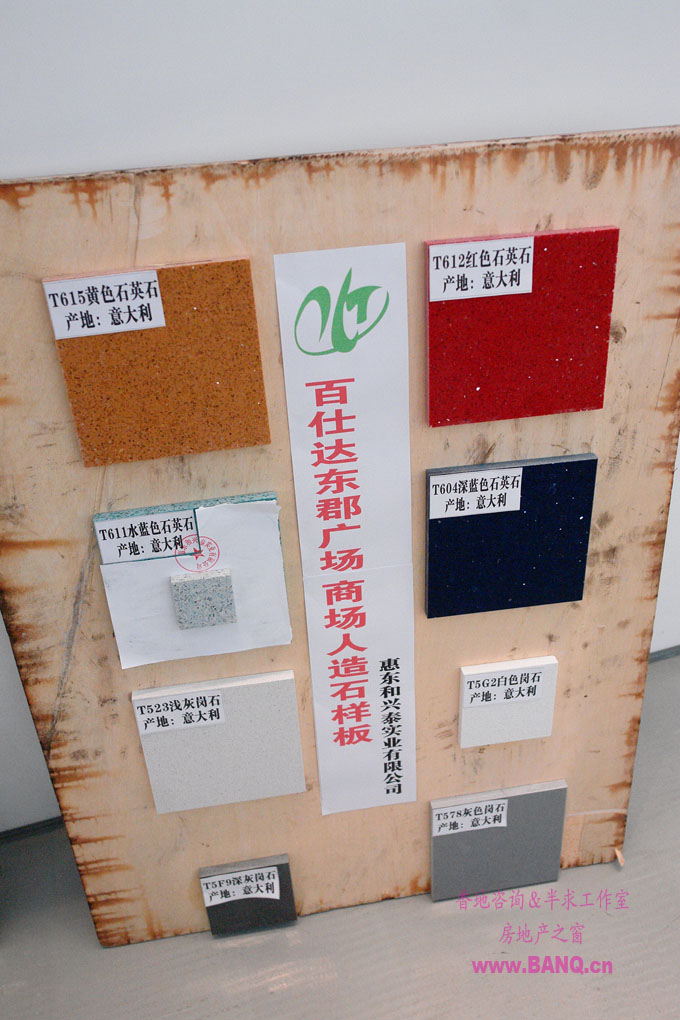 T615黄色石英石
产地：意大利
T612红色石英石
产地：意大利
百仕达东郡广场 商场人造石样板
惠东和兴泰实业有限公司
T611水蓝色石英石
产地：意大利
T604深蓝色石英石
产地：意大利
T523浅灰岗石
产地：意大利
T5G2白色岗石
产地：意大利
T578灰色岗石
产地：意大利
T5F9深灰岗石
产地：意大利
春地咨询&半求工作室
房地产之窗
www.BANQ.cn